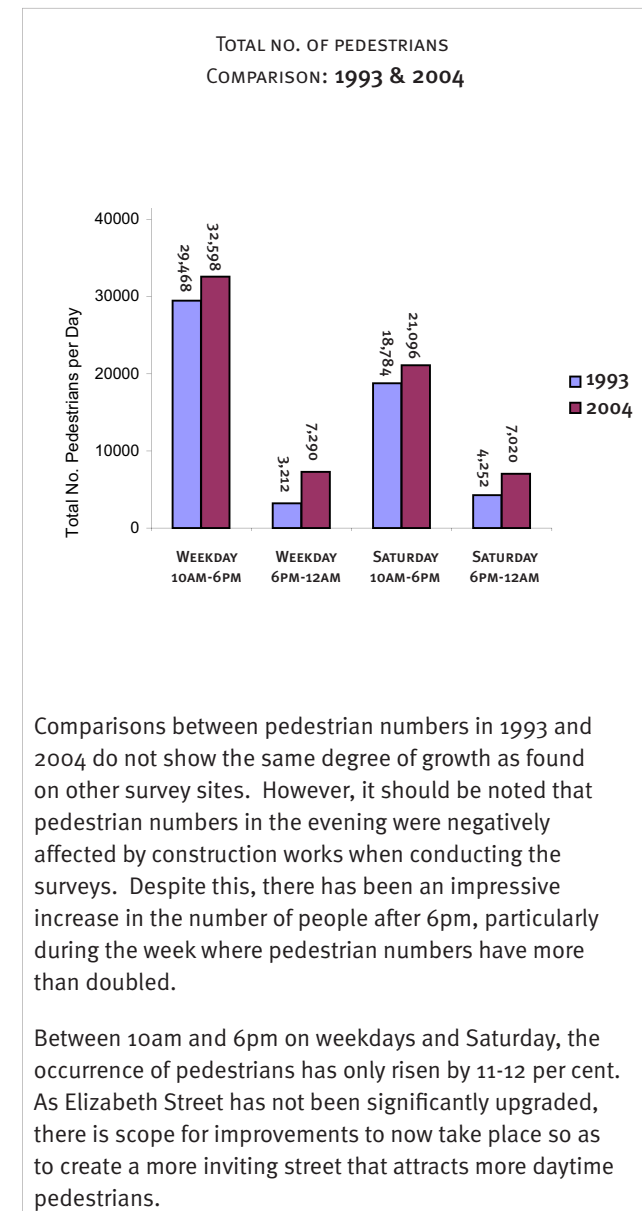 TOTAL NO. OF PEDESTRIANS
COMPARISON: 1993 & 2004
Total No. Pedestrians per Day
40000
30000
20000
10000
0
29,468
32,598
3,212
7,290
18,784
21,096
4,252
7,020
1993
2004
WEEKDAY
10AM-6PM
WEEKDAY
6PM-12AM
SATURDAY
10AM-6PM
SATURDAY
6PM-12AM
Comparisons between pedestrian numbers in 1993 and
2004 do not show the same degree of growth as found
on other survey sites. However, it should be noted that
pedestrian numbers in the evening were negatively
affected by construction works when conducting the
surveys. Despite this, there has been an impressive
increase in the number of people after 6pm, particularly
during the week where pedestrian numbers have more
than doubled.
Between 10am and 6pm on weekdays and Saturday, the
occurrence of pedestrians has only risen by 11-12 per cent.
As Elizabeth Street has not been significantly upgraded,
there is scope for improvements to now take place so as
to create a more inviting street that attracts more daytime
pedestrians.